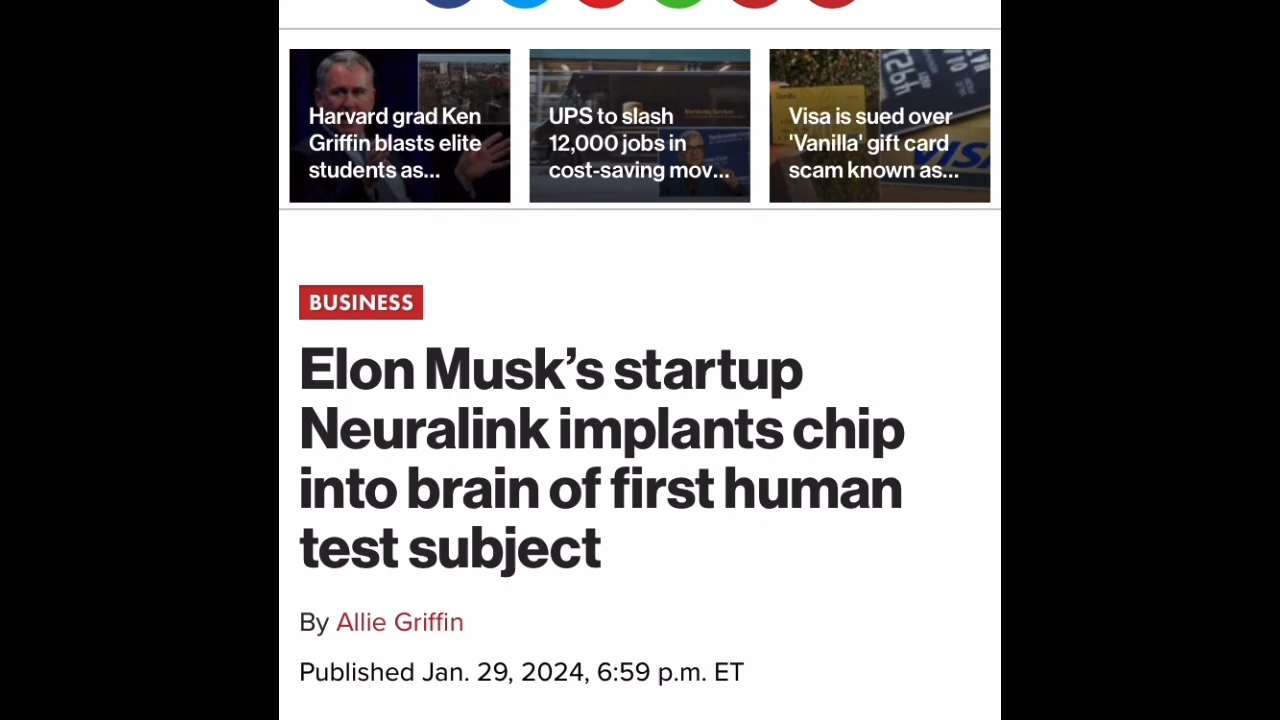 Harvard grad Ken
Griffin blasts elite
students as...
UPS to slash
12,000 jobs in
cost-saving mov...
Visa is sued over
'Vanilla' gift card
scam known as...
VISA
BUSINESS
Elon Musk’s startup
Neuralink implants chip
into brain of first human
test subject
By Allie Griffin
Published Jan. 29, 2024, 6:59 p.m. ET